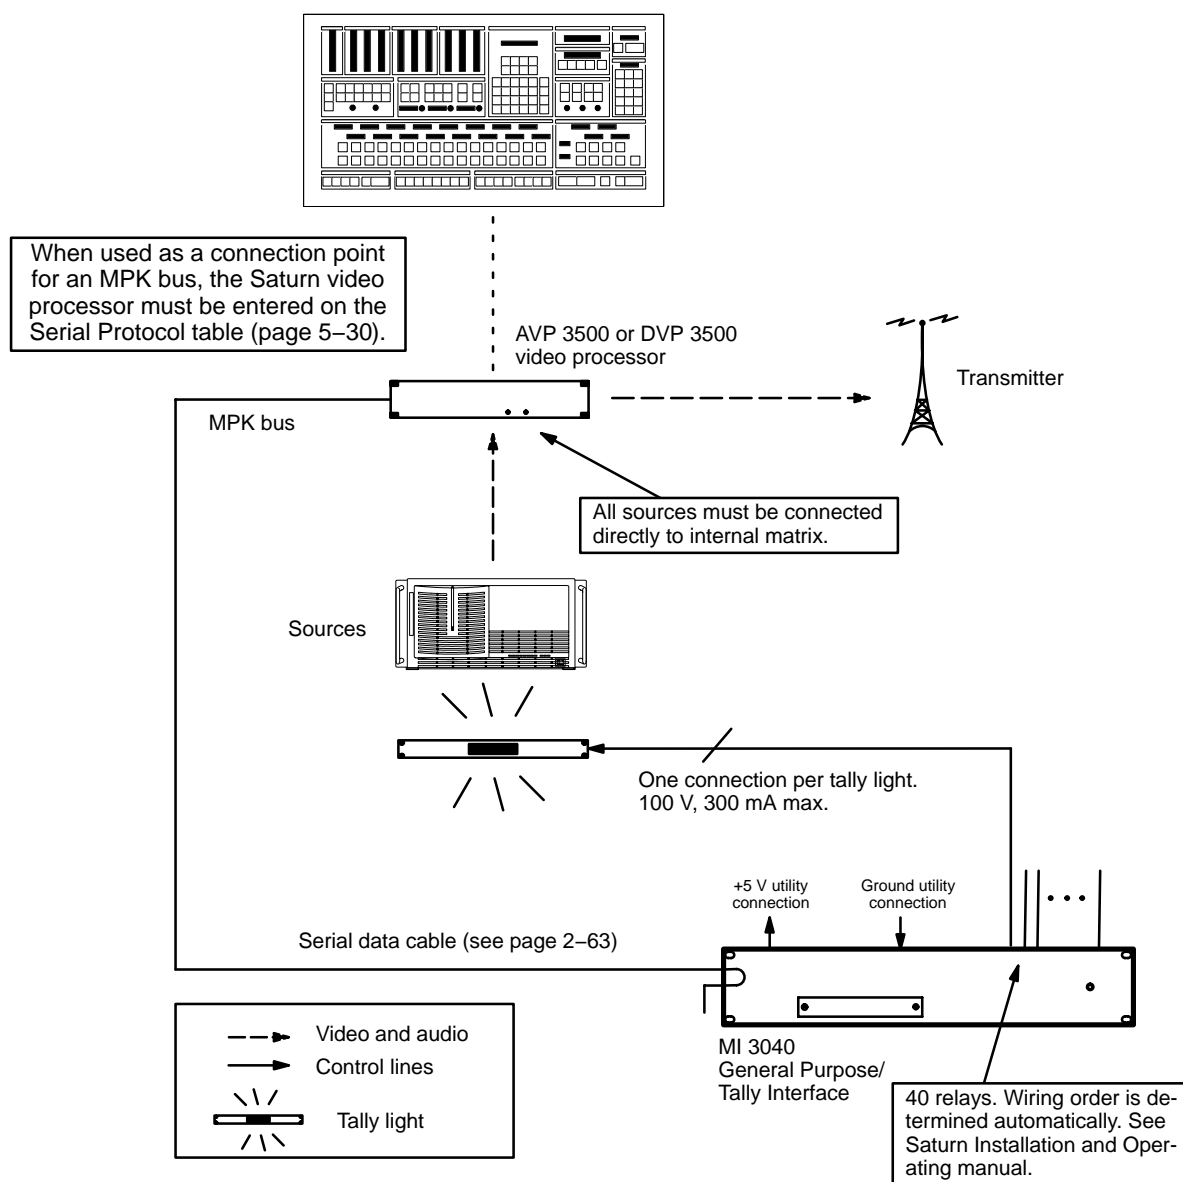 When used as a connection point
for an MPK bus, the Saturn video
processor must be entered on the
Serial Protocol table (page 5–30).
AVP 3500 or DVP 3500
video processor
Transmitter
MPK bus
All sources must be connected
directly to internal matrix.
Sources
One connection per tally light.
100 V, 300 mA max.
+5 V utility
connection
Ground utility
connection
Serial data cable (see page 2–63)
Video and audio
Control lines
Tally light
MI 3040
General Purpose/
Tally Interface
40 relays. Wiring order is de-
termined automatically. See
Saturn Installation and Oper-
ating manual.